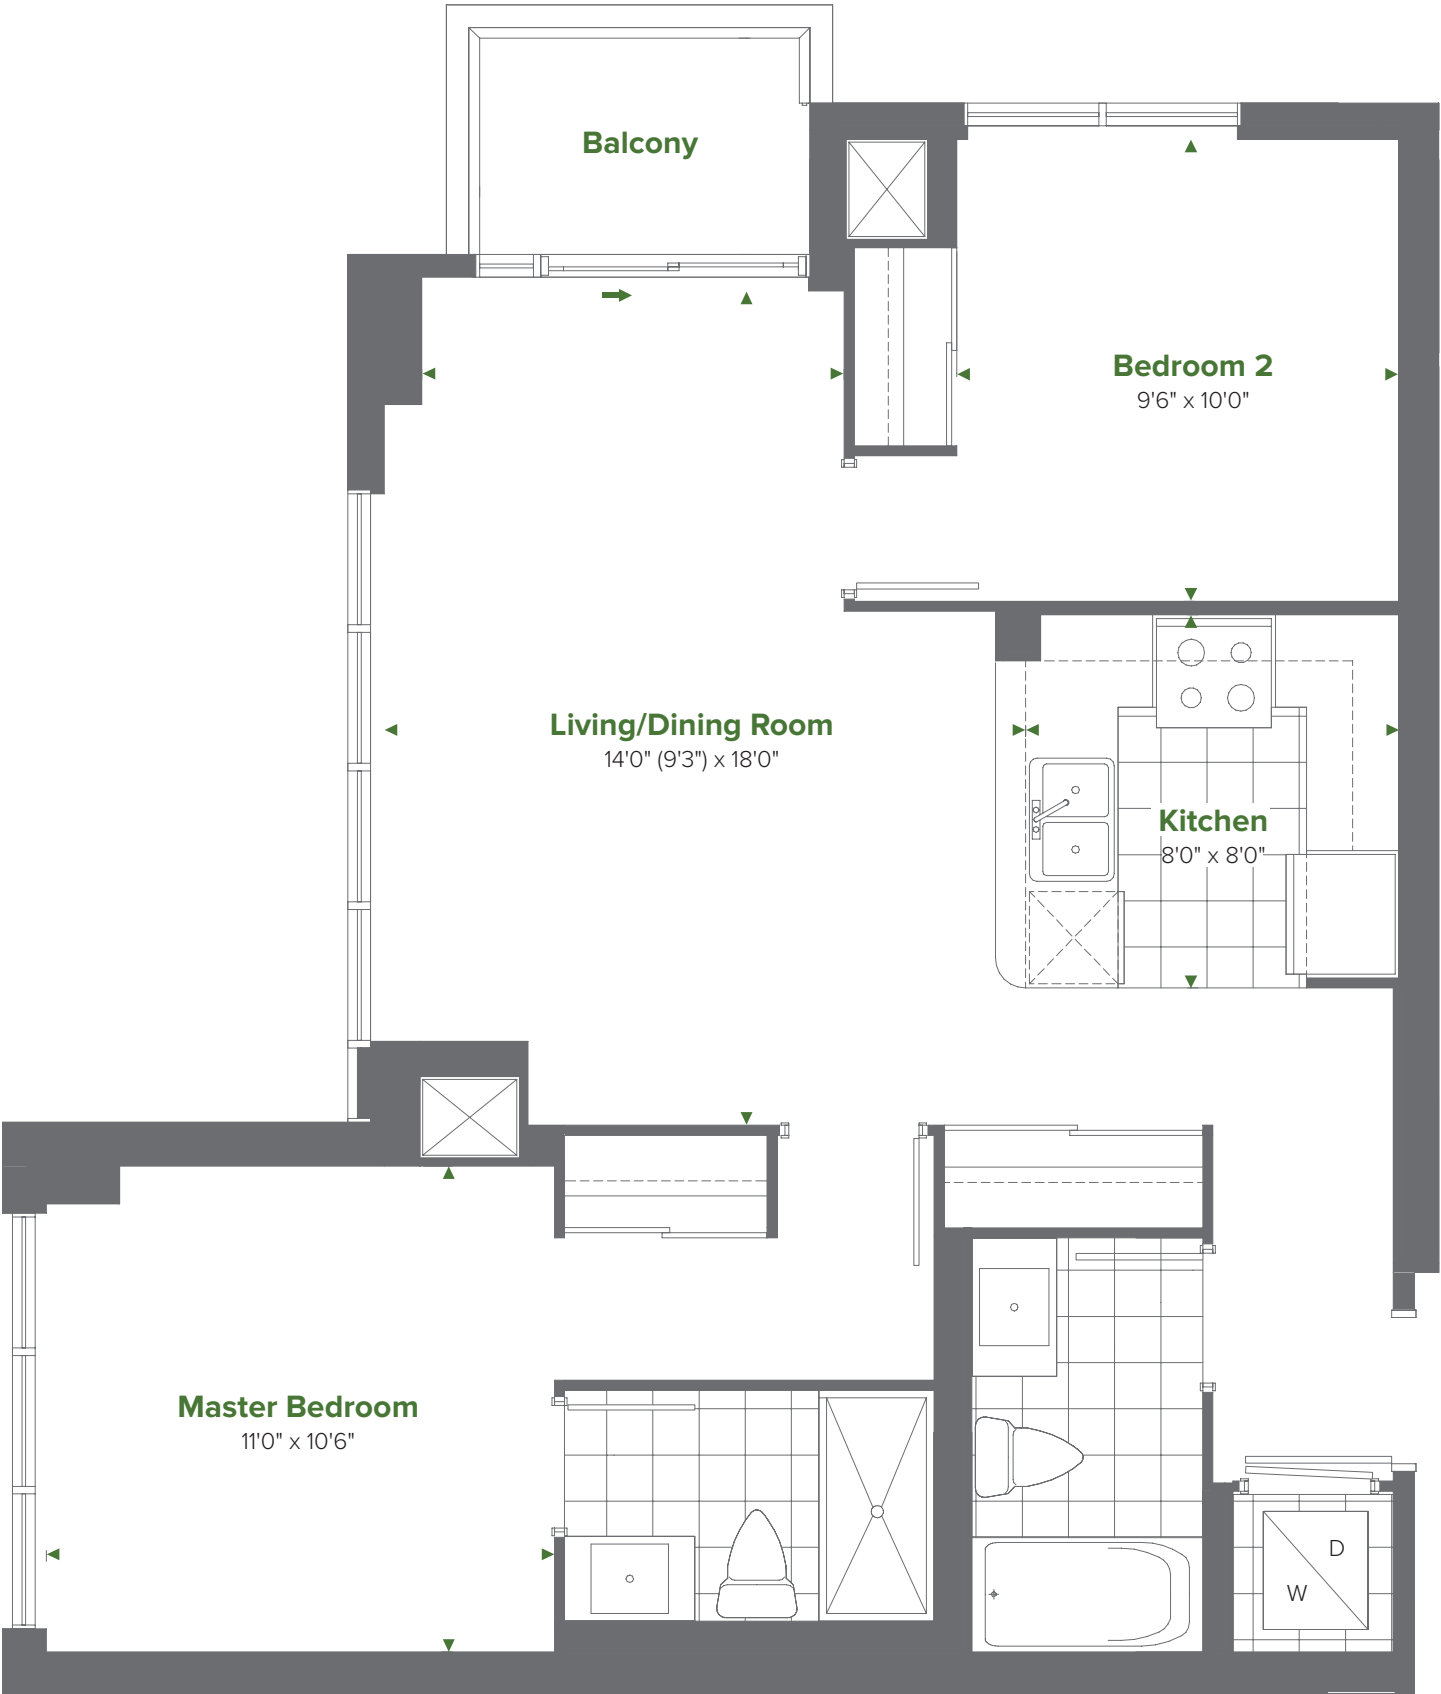 Balcony
Bedroom 2
9'6" x 10'0"
Living/Dining Room
14'0" (9'3") x 18'0"
Kitchen
8'0" x 8'0"
Master Bedroom
11'0" x 10'6"
D
W